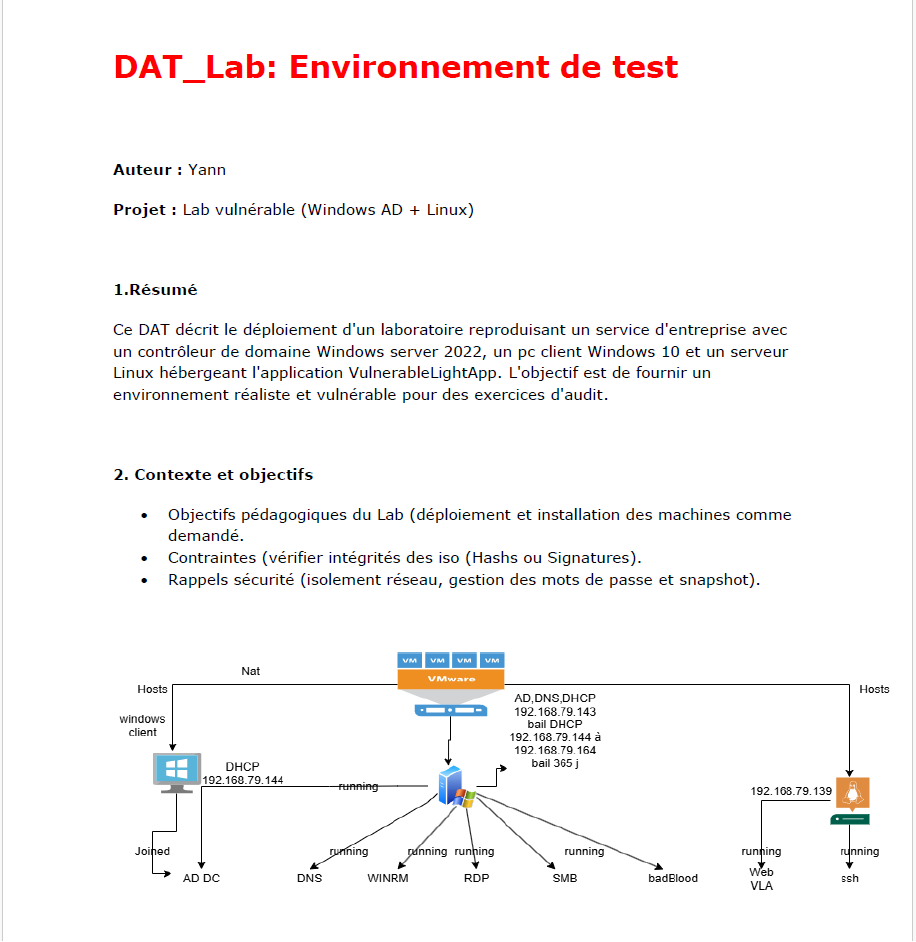 DAT_Lab: Environnement de test
Auteur : Yann
Projet : Lab vulnérable (Windows AD + Linux)
1.Résumé
Ce DAT décrit le déploiement d'un laboratoire reproduisant un service d'entreprise avec
un contrôleur de domaine Windows server 2022, un pc client Windows 10 et un serveur
Linux hébergeant l'application VulnerableLightApp. L'objectif est de fournir un
environnement réaliste et vulnérable pour des exercices d'audit.
2. Contexte et objectifs
• Objectifs pédagogiques du Lab (déploiement et installation des machines comme
demandé.
• Contraintes (vérifier intégrités des iso (Hashs ou Signatures).
• Rappels sécurité (isolement réseau, gestion des mots de passe et snapshot).
VM VM VM VM
VMware
Nat
Hosts
Hosts
windows
client
AD,DNS,DHCP
192.168.79.143
bail DHCP
192.168.79.144 à
192.168.79.164
bail 365 j
DHCP
192.168.79.144
running
192.168.79.139
Joined
running
running
running
running
running
running
AD DC
DNS
WINRM
RDP
SMB
badBlood
Web
VLA
ssh